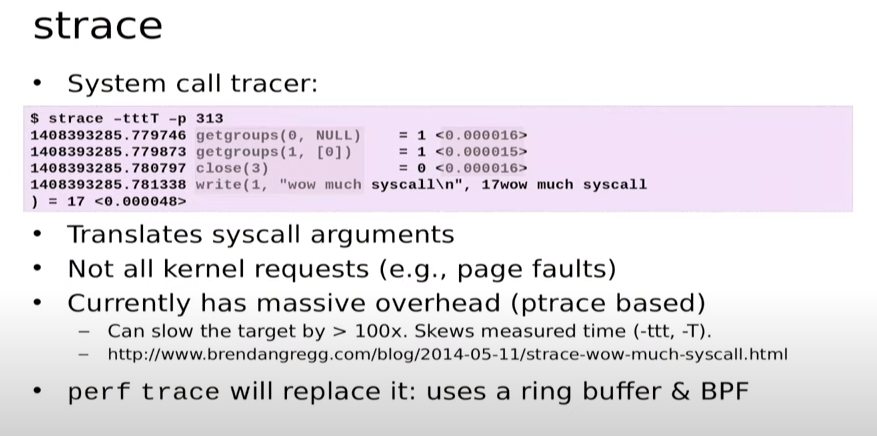 strace
• System call tracer:
$ strace -tttT -p 313
1408393285.779746 getgroups(0, NULL) = 1 <0.000016>
1408393285.779873 getgroups(1, [0]) = 1 <0.000015>
1408393285.780797 close(3) = 0 <0.000016>
1408393285.781338 write(1, "wow much syscall\n", 17wow much syscall
) = 17 <0.000048>
• Translates syscall arguments
• Not all kernel requests (e.g., page faults)
• Currently has massive overhead (ptrace based)
– Can slow the target by > 100x. Skews measured time (-ttt, -T).
– http://www.brendangregg.com/blog/2014-05-11/strace-wow-much-syscall.html
• perf trace will replace it: uses a ring buffer & BPF